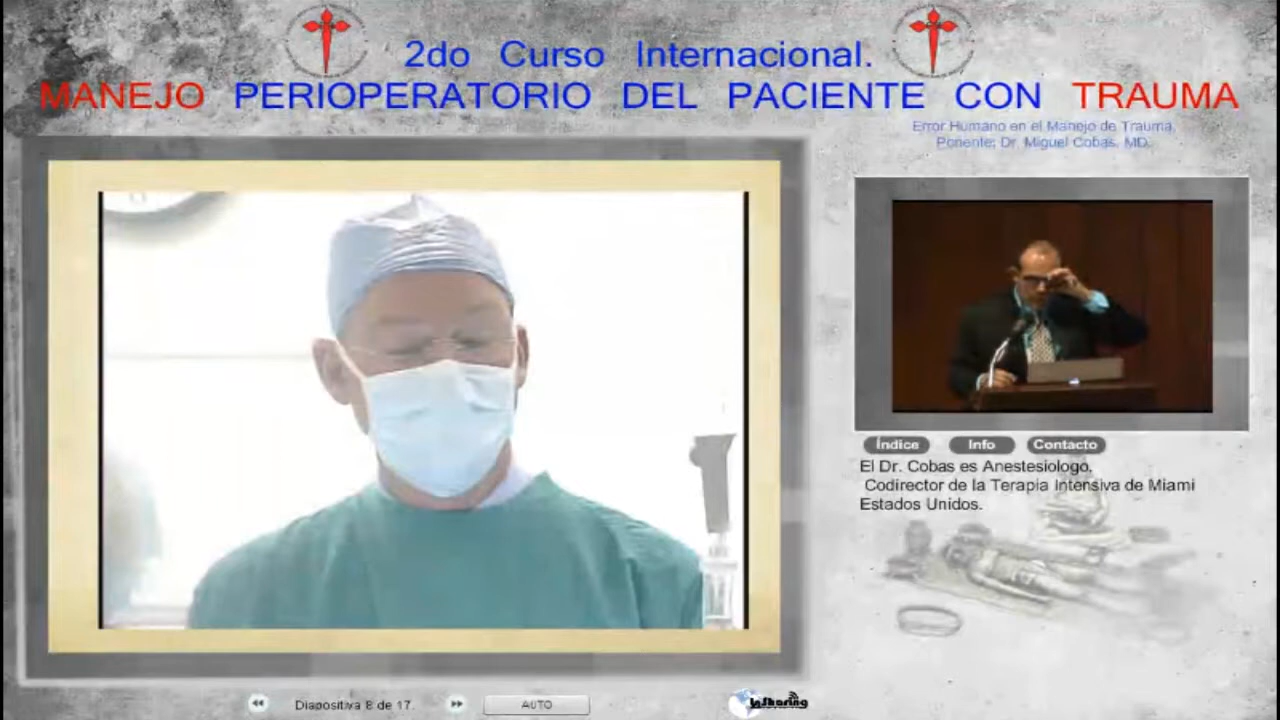 2do Curso Internacional.
MANEJO PERIOPERATORIO DEL PACIENTE CON TRAUMA
Error Humano en el Manejo de Trauma.
Ponente; Dr. Miguel Cobas. MD.
Índice Info Contacto
El Dr. Cobas es Anestesiologo.
Codirector de la Terapia Intensiva de Miami
Estados Unidos.
Diapositiva 8 de 17.
AUTO
InSharing